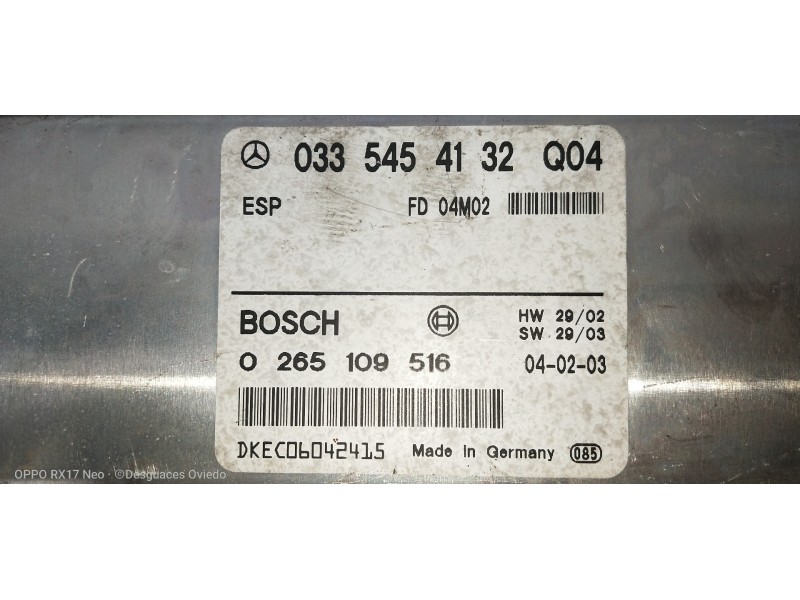 033 545 41 32 Q04
ESP FD 04M02
BOSCH HW 29/02
SW 29/03
0 265 109 516 04-02-03
DKEC06042415 Made in Germany 085
OPPO RX17 Neo · ©Desguaces Oviedo